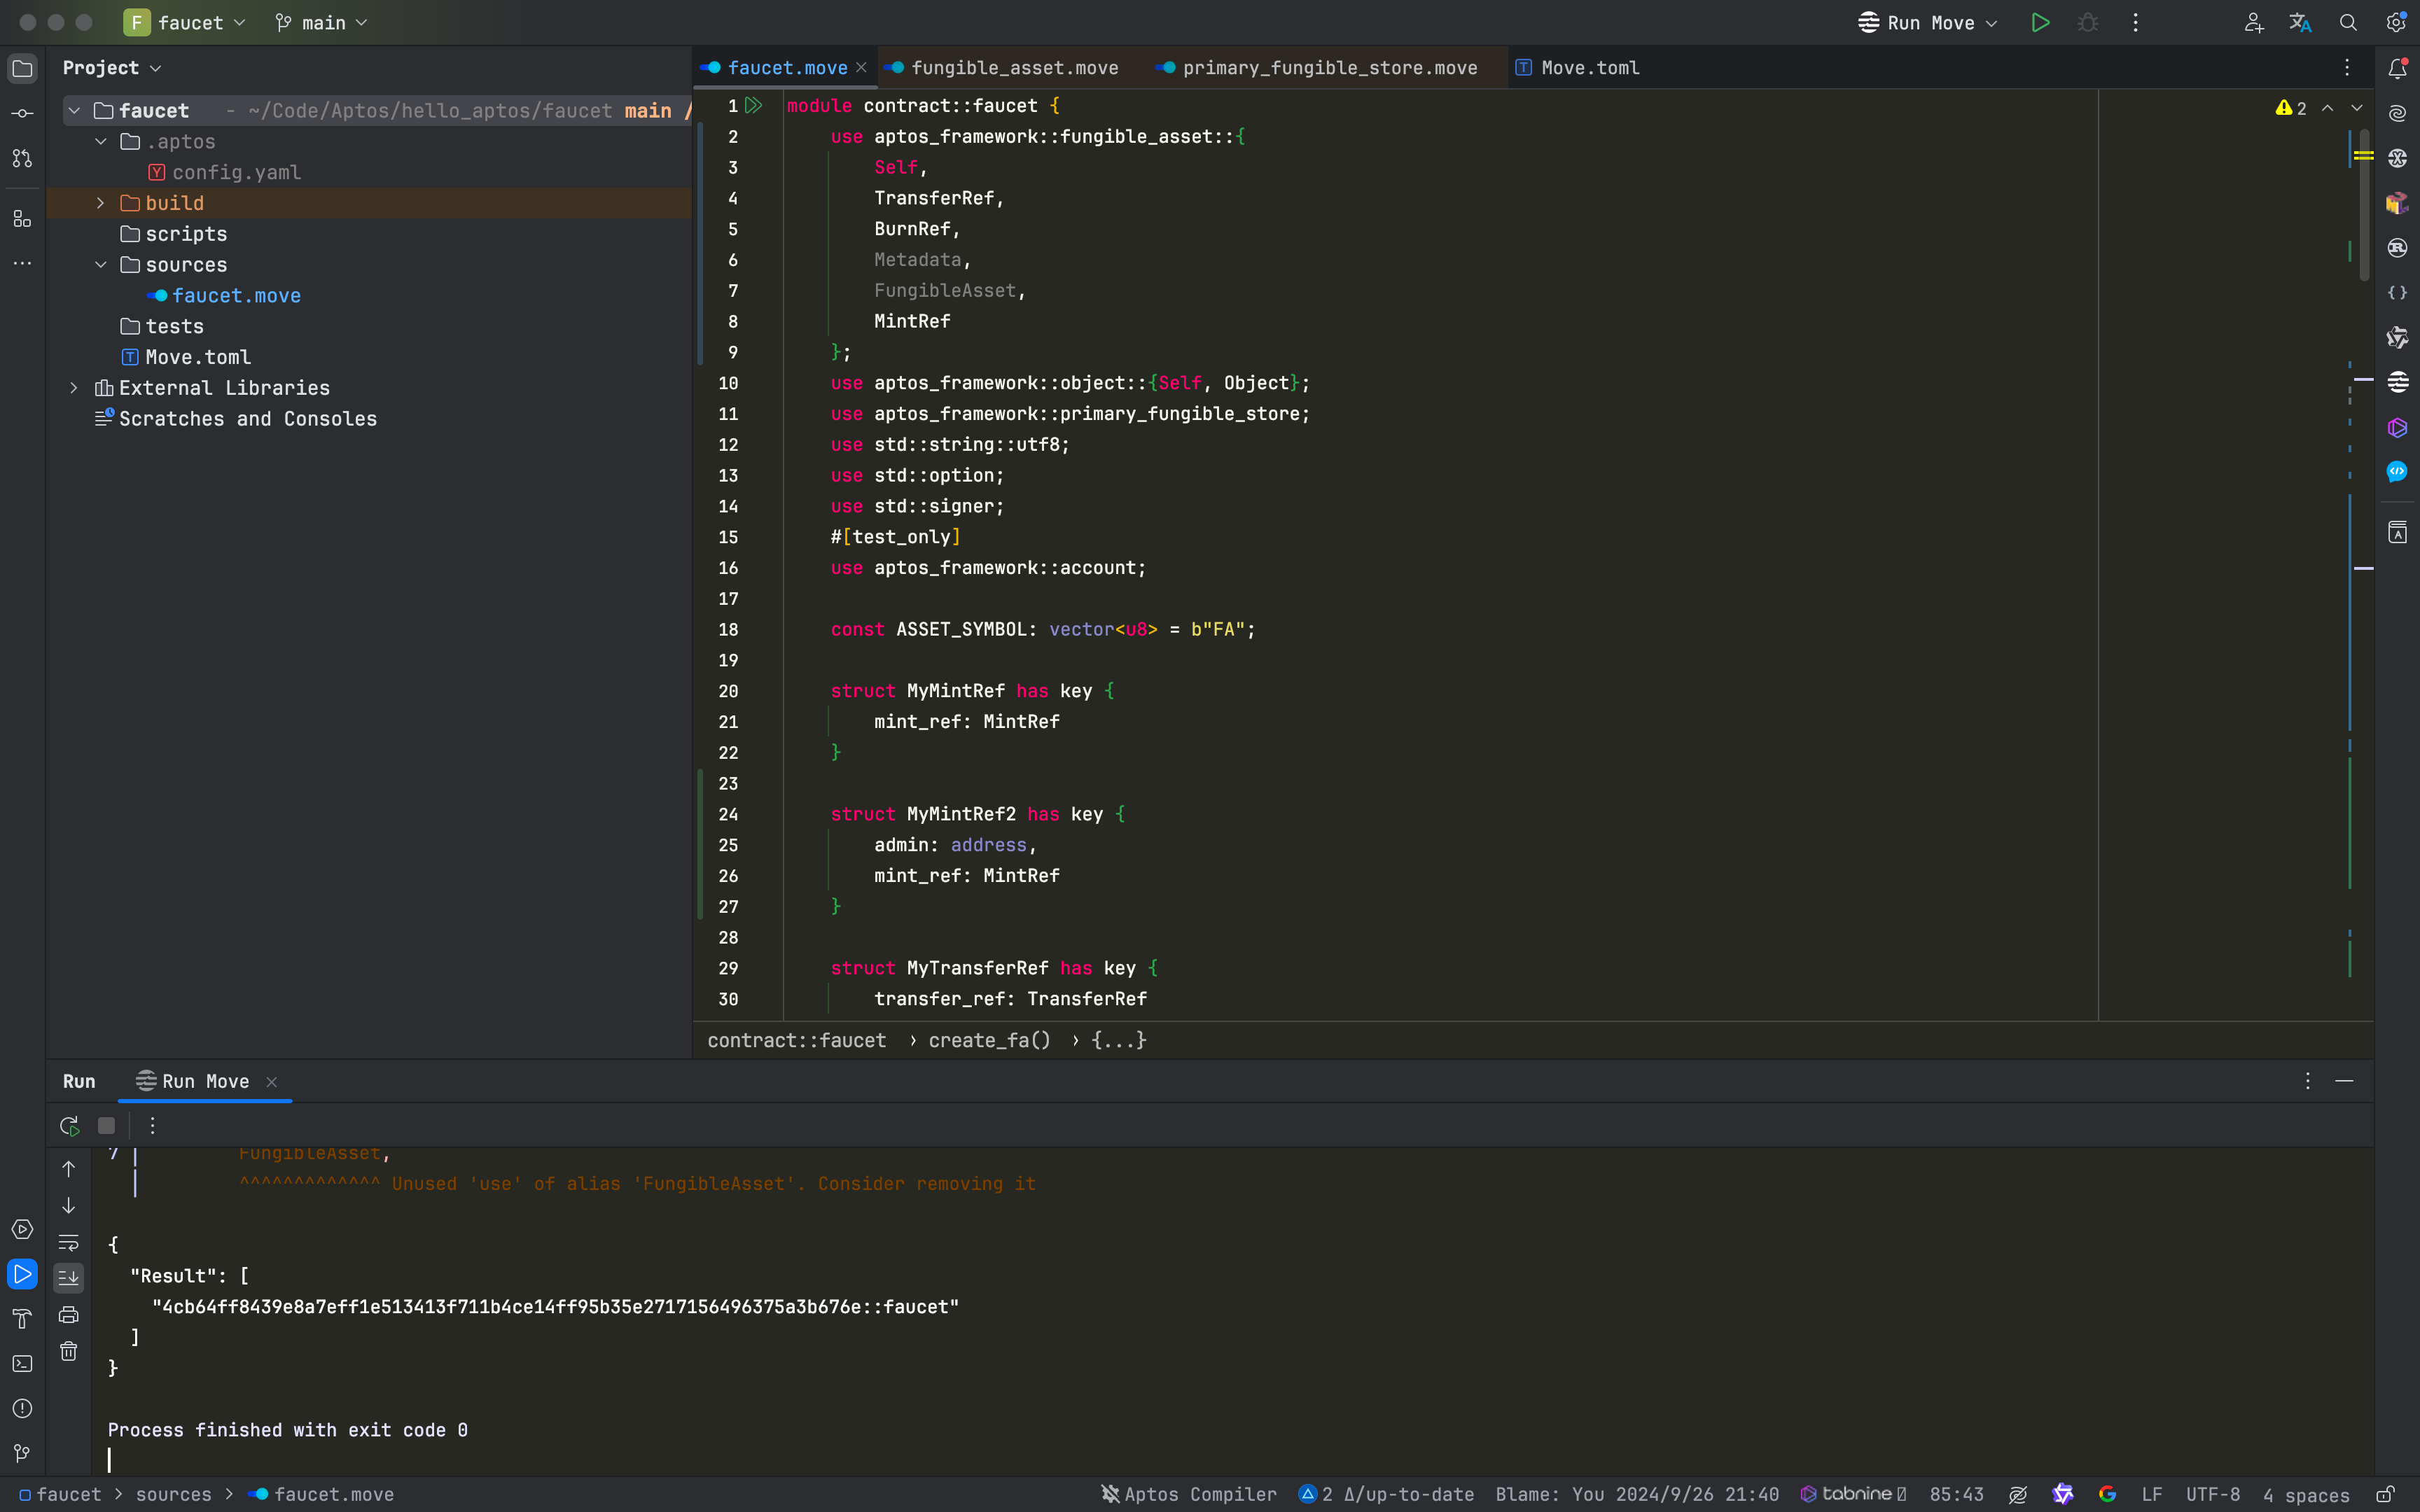 F faucet main Run Move
Project
faucet - ~/Code/Aptos/hello_aptos/faucet main /
.aptos
config.yaml
build
scripts
sources
faucet.move
tests
Move.toml
External Libraries
Scratches and Consoles
faucet.move fungible_asset.move primary_fungible_store.move Move.toml
2
1 module contract::faucet {
2 use aptos_framework::fungible_asset::{
3 Self,
4 TransferRef,
5 BurnRef,
6 Metadata,
7 FungibleAsset,
8 MintRef
9 };
10 use aptos_framework::object::{Self, Object};
11 use aptos_framework::primary_fungible_store;
12 use std::string::utf8;
13 use std::option;
14 use std::signer;
15 #[test_only]
16 use aptos_framework::account;
17
18 const ASSET_SYMBOL: vector<u8> = b"FA";
19
20 struct MyMintRef has key {
21 mint_ref: MintRef
22 }
23
24 struct MyMintRef2 has key {
25 admin: address,
26 mint_ref: MintRef
27 }
28
29 struct MyTransferRef has key {
30 transfer_ref: TransferRef
contract::faucet › create_fa() › {...}
Run Run Move
7 | FungibleAsset,
| ^^^^^^^^^^^^^ Unused 'use' of alias 'FungibleAsset'. Consider removing it
{
"Result": [
"4cb64ff8439e8a7eff1e513413f711b4ce14ff95b35e2717156496375a3b676e::faucet"
]
}
Process finished with exit code 0
faucet > sources > faucet.move Aptos Compiler 2 Δ/up-to-date Blame: You 2024/9/26 21:40 tabnine 85:43 LF UTF-8 4 spaces